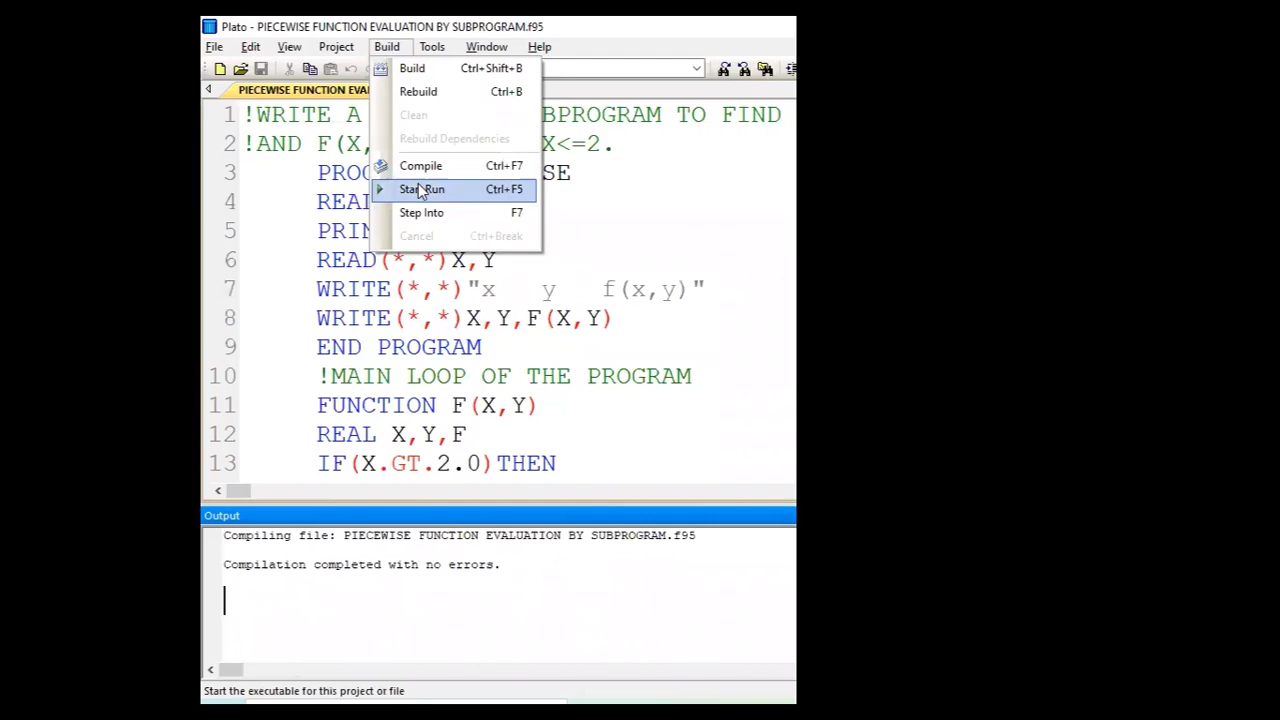 Plato - PIECEWISE FUNCTION EVALUATION BY SUBPROGRAM.f95
File Edit View Project Build Tools Window Help
PIECEWISE FUNCTION EVA
Build Ctrl+Shift+B
Rebuild Ctrl+B
Clean
Rebuild Dependencies
Compile Ctrl+F7
Start Run Ctrl+F5
Step Into F7
Cancel Ctrl+Break
1 !WRITE A BPROGRAM TO FIND
2 !AND F(X, X<=2.
3 PROG SE
4 REAL
5 PRIN
6 READ(*,*)X,Y
7 WRITE(*,*)"x y f(x,y)"
8 WRITE(*,*)X,Y,F(X,Y)
9 END PROGRAM
10 !MAIN LOOP OF THE PROGRAM
11 FUNCTION F(X,Y)
12 REAL X,Y,F
13 IF(X.GT.2.0)THEN
Output
Compiling file: PIECEWISE FUNCTION EVALUATION BY SUBPROGRAM.f95
Compilation completed with no errors.
Start the executable for this project or file